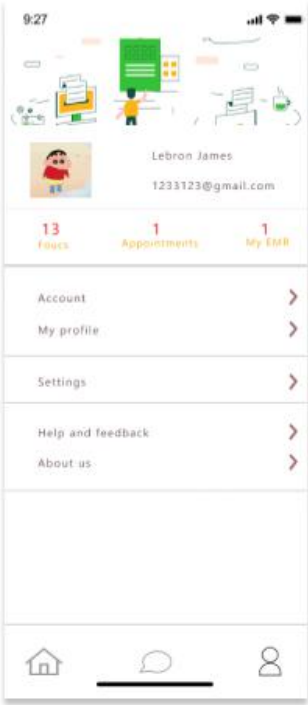 9:27
Lebron James
1233123@gmail.com
13 1 1
Foucs Appointments My EMR
Account
My profile
Settings
Help and feedback
About us